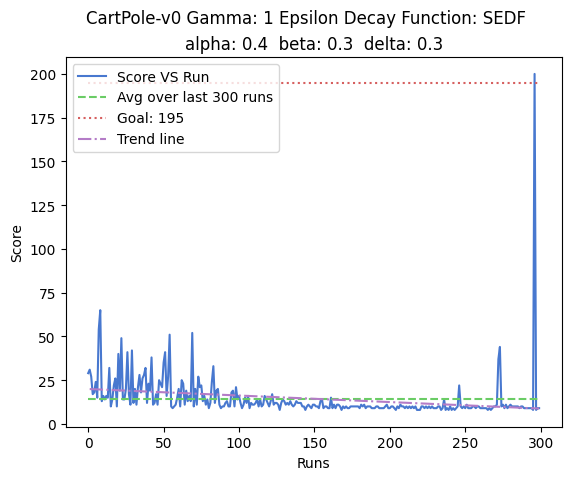 CartPole-v0 Gamma: 1 Epsilon Decay Function: SEDF
alpha: 0.4  beta: 0.3  delta: 0.3
Score VS Run
Avg over last 300 runs
Goal: 195
Trend line
200
175
150
125
100
75
50
25
0
Score
0
50
100
150
200
250
300
Runs